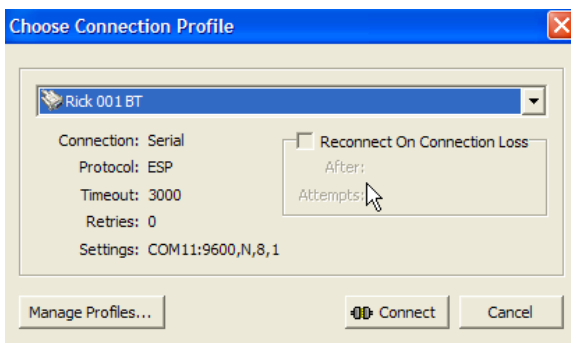 Choose Connection Profile
Rick 001 BT
Connection: Serial
Protocol: ESP
Timeout: 3000
Retries: 0
Settings: COM11:9600,N,8,1
Reconnect On Connection Loss
After:
Attempts:
Manage Profiles...
Connect
Cancel